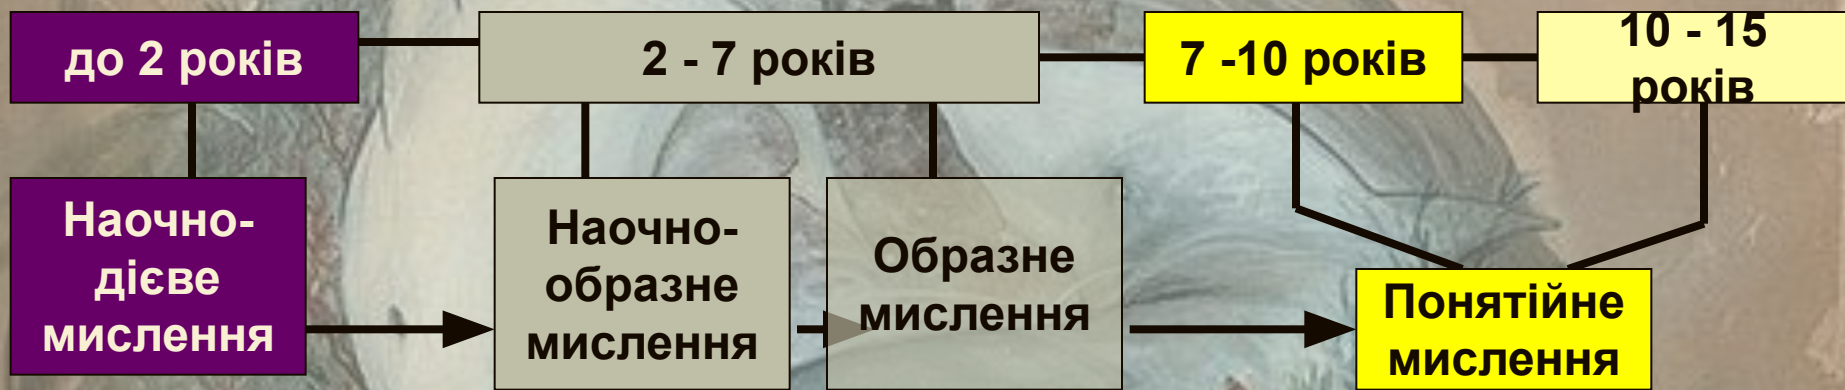 до 2 років
2 - 7 років
7 -10 років
10 - 15
років
Наочно-
дієве
мислення
Наочно-
образне
мислення
Образне
мислення
Понятійне
мислення